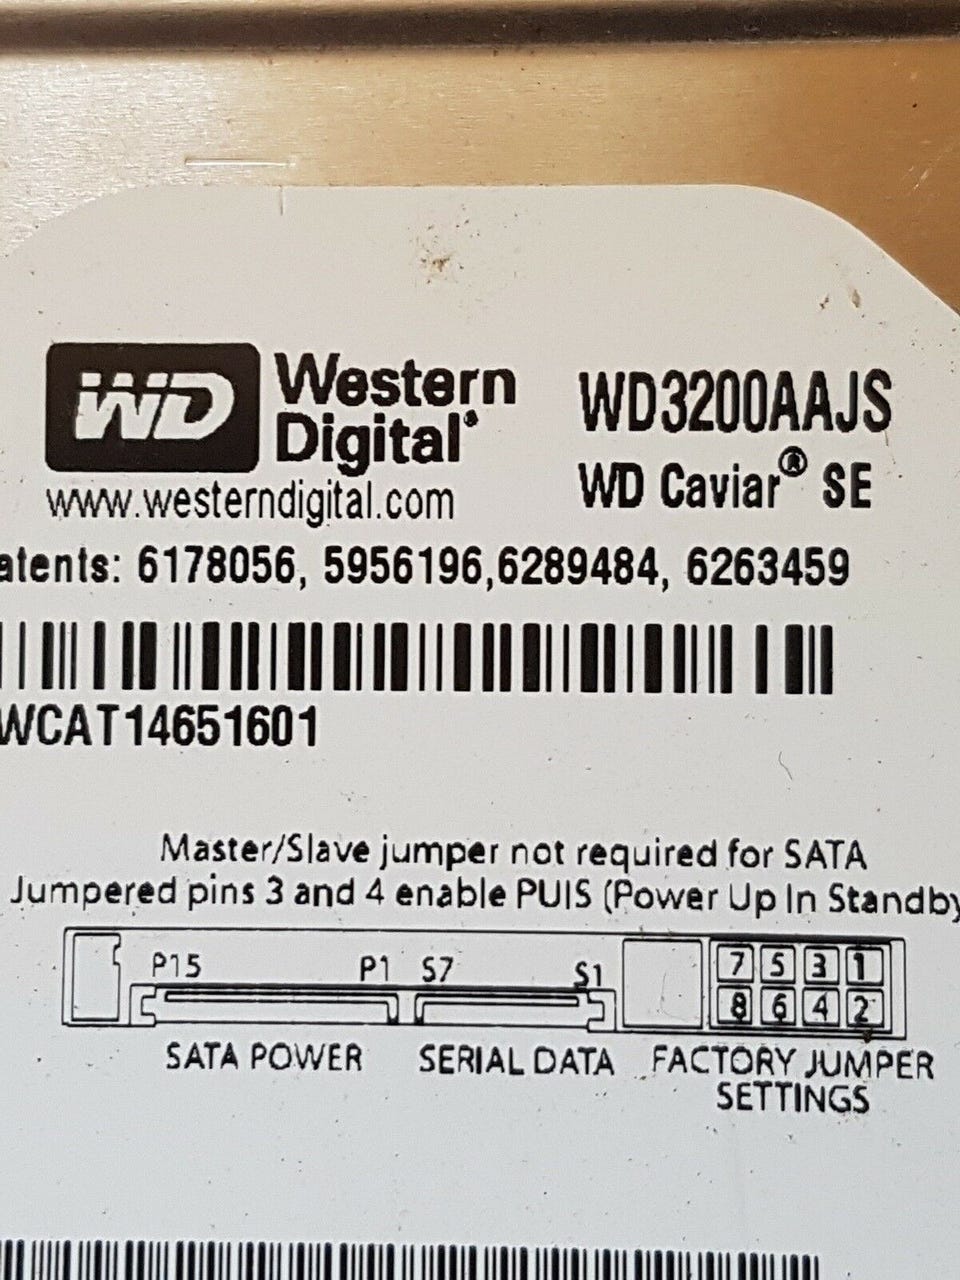 WD Western Digital® WD3200AAJS
www.westerndigital.com WD Caviar® SE
atents: 6178056, 5956196,6289484, 6263459
WCAT14651601
Master/Slave jumper not required for SATA
Jumpered pins 3 and 4 enable PUIS (Power Up In Standby
P15 P1 S7 S1 7 5 3 1
8 6 4 2
SATA POWER SERIAL DATA FACTORY JUMPER
SETTINGS